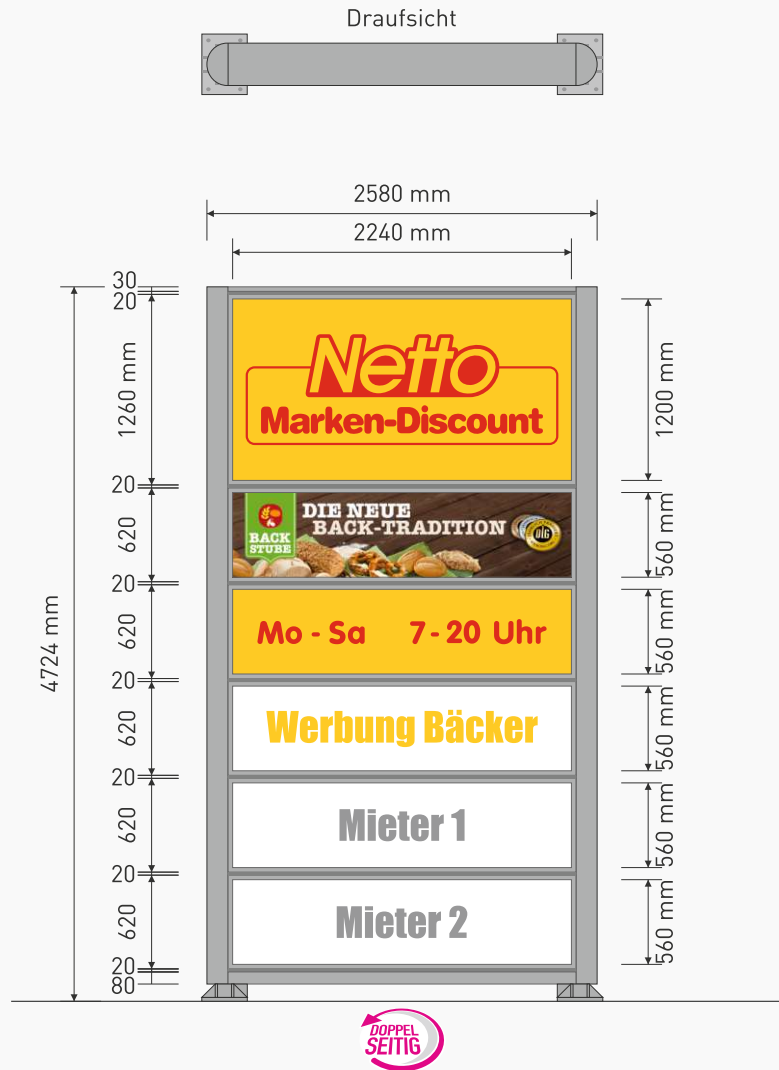 Draufsicht
2580 mm
2240 mm
30
20
1260 mm
20
620
20
620
20
620
20
620
20
620
20
80
4724 mm
Netto
Marken-Discount
BACK
STUBE
DIE NEUE
BACK-TRADITION
DLG
Mo - Sa 7 - 20 Uhr
Werbung Bäcker
Mieter 1
Mieter 2
1200 mm
560 mm
560 mm
560 mm
560 mm
560 mm
DOPPEL
SEITIG